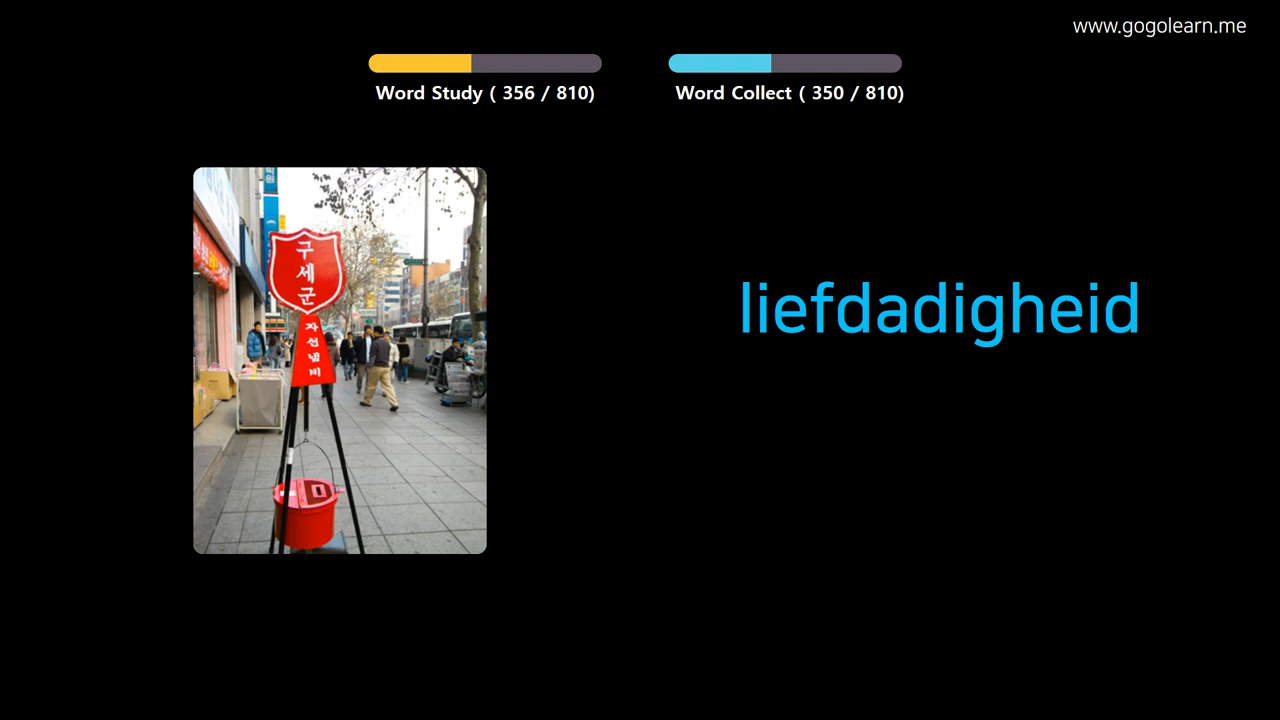 www.gogolearn.me
Word Study ( 356 / 810)
Word Collect ( 350 / 810)
구
세
군
자
선
냄
비
liefdadigheid